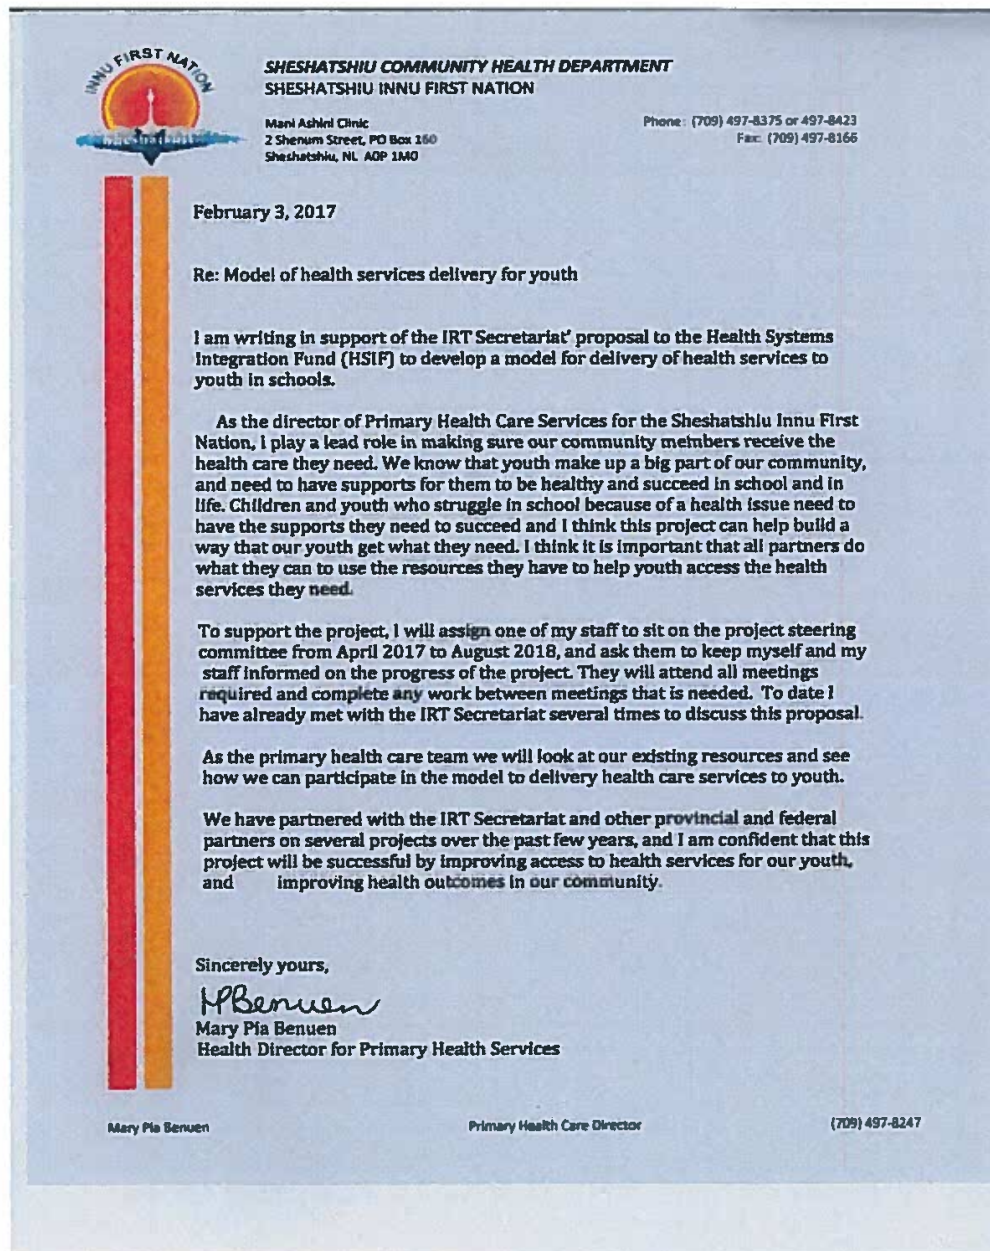 INNU FIRST NATION
SHESHATSHIU COMMUNITY HEALTH DEPARTMENT
SHESHATSHIU INNU FIRST NATION
Mani Ashini Clinic
2 Shenum Street, PO Box 160
Sheshatshiu, NL A0P 1M0
Phone: (709) 497-8375 or 497-8423
Fax: (709) 497-8166
Sheshatshiu
February 3, 2017
Re: Model of health services delivery for youth
I am writing in support of the IRT Secretariat' proposal to the Health Systems
Integration Fund (HSIF) to develop a model for delivery of health services to
youth in schools.
As the director of Primary Health Care Services for the Sheshatshiu Innu First
Nation, I play a lead role in making sure our community members receive the
health care they need. We know that youth make up a big part of our community,
and need to have supports for them to be healthy and succeed in school and in
life. Children and youth who struggle in school because of a health issue need to
have the supports they need to succeed and I think this project can help build a
way that our youth get what they need. I think it is important that all partners do
what they can to use the resources they have to help youth access the health
services they need.
To support the project, I will assign one of my staff to sit on the project steering
committee from April 2017 to August 2018, and ask them to keep myself and my
staff informed on the progress of the project. They will attend all meetings
required and complete any work between meetings that is needed. To date I
have already met with the IRT Secretariat several times to discuss this proposal.
As the primary health care team we will look at our existing resources and see
how we can participate in the model to delivery health care services to youth.
We have partnered with the IRT Secretariat and other provincial and federal
partners on several projects over the past few years, and I am confident that this
project will be successful by improving access to health services for our youth,
and improving health outcomes in our community.
Sincerely yours,
MPBenuen
Mary Pia Benuen
Health Director for Primary Health Services
Mary Pia Benuen
Primary Health Care Director
(709) 497-8247